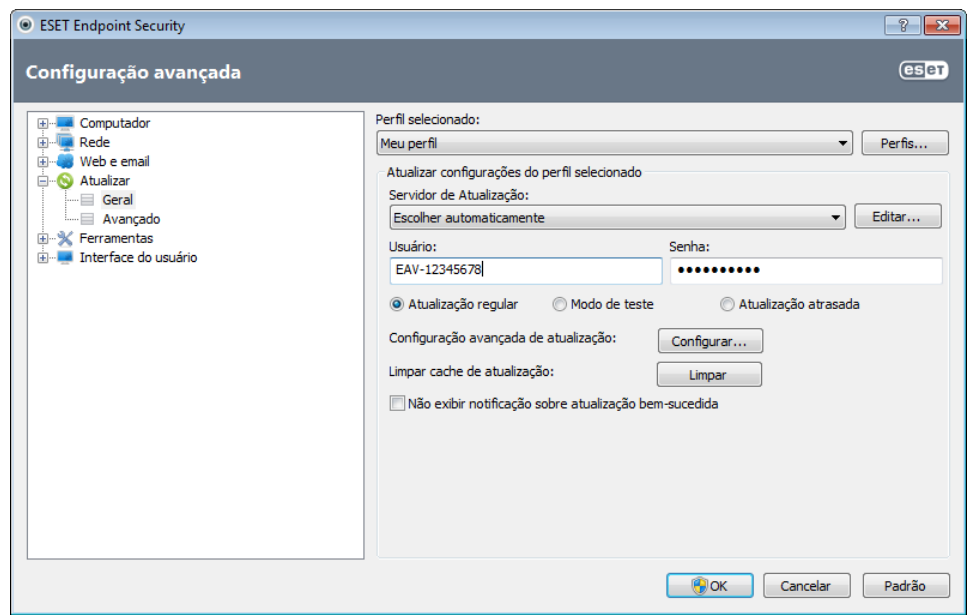 ESET Endpoint Security
Configuração avançada
eset
Computador
Rede
Web e email
Atualizar
Geral
Avançado
Ferramentas
Interface do usuário
Perfil selecionado:
Meu perfil
Perfis...
Atualizar configurações do perfil selecionado
Servidor de Atualização:
Escolher automaticamente
Editar...
Usuário: Senha:
EAV-12345678 ●●●●●●●●●●
Atualização regular Modo de teste Atualização atrasada
Configuração avançada de atualização: Configurar...
Limpar cache de atualização: Limpar
Não exibir notificação sobre atualização bem-sucedida
OK Cancelar Padrão